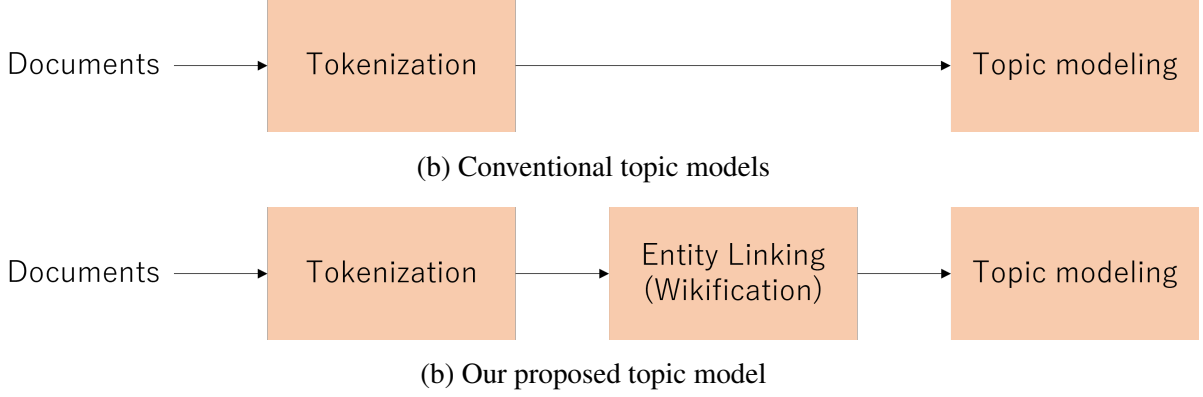 Documents
Tokenization
Topic modeling
(b) Conventional topic models
Documents
Tokenization
Entity Linking
(Wikification)
Topic modeling
(b) Our proposed topic model